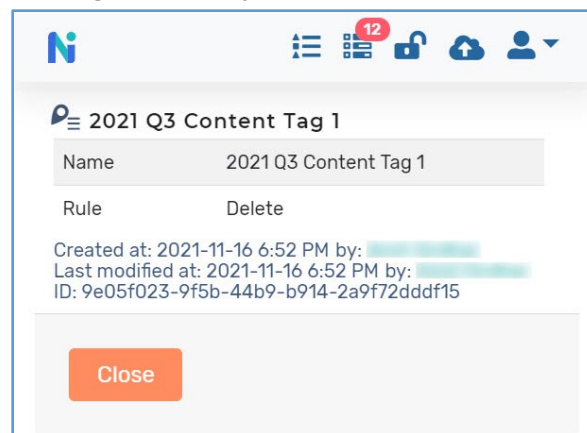 12
2021 Q3 Content Tag 1
Name 2021 Q3 Content Tag 1
Rule Delete
Created at: 2021-11-16 6:52 PM by:
Last modified at: 2021-11-16 6:52 PM by:
ID: 9e05f023-9f5b-44b9-b914-2a9f72dddf15
Close